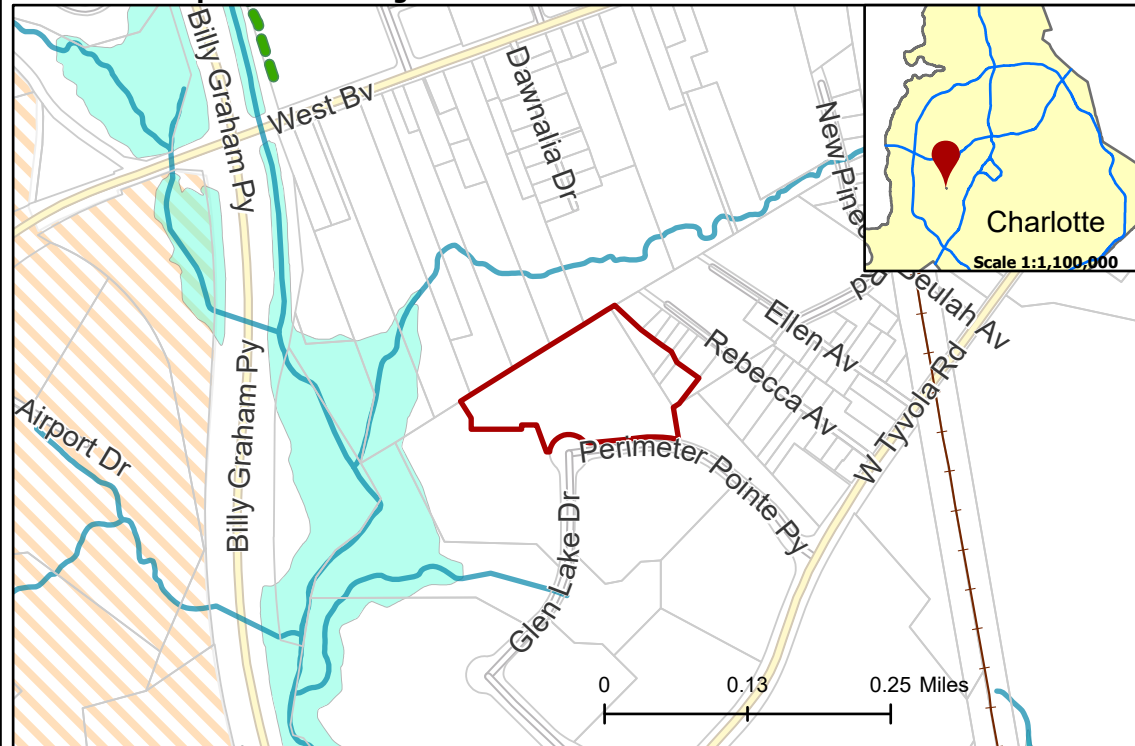 Billy Graham Py
West Bv
Dawnalia Dr
New Pine
Charlotte
Scale 1:1,100,000
Rd
Beulah Av
Ellen Av
Rebecca Av
W Tyvola Rd
Billy Graham Py
Airport Dr
Perimeter Pointe Py
Glen Lake Dr
0 0.13 0.25 Miles